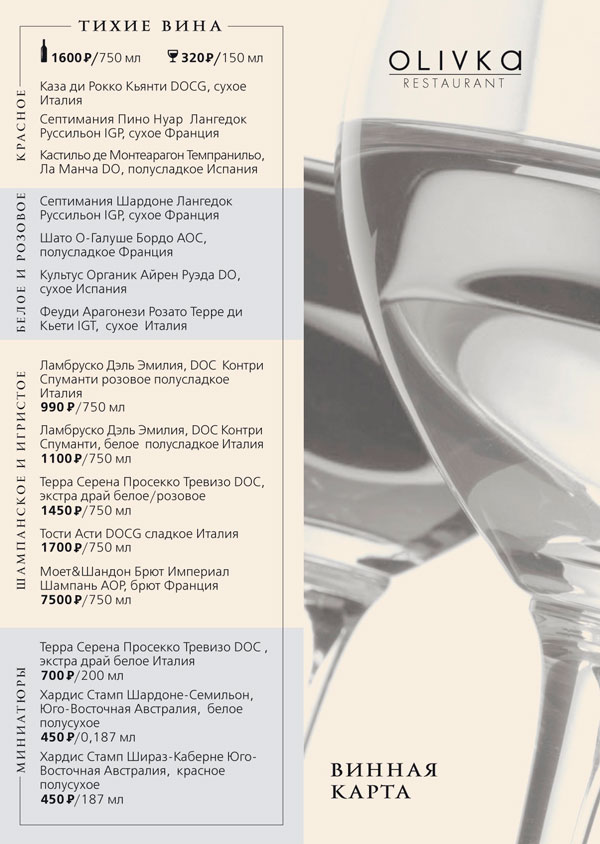 ТИХИЕ ВИНА
1600₽/750 мл 320₽/150 мл
КРАСНОЕ
Каза ди Рокко Кьянти DOCG, сухое
Италия
Септимания Пино Нуар Лангедок
Руссильон IGP, сухое Франция
Кастильо де Монтеарагон Темпранильо,
Ла Манча DO, полусладкое Испания
БЕЛОЕ И РОЗОВОЕ
Септимания Шардоне Лангедок
Руссильон IGP, сухое Франция
Шато О-Галуше Бордо AOC,
полусладкое Франция
Культус Органик Айрен Руэда DO,
сухое Испания
Феуди Арагонези Розато Терре ди
Кьети IGT, сухое Италия
ШАМПАНСКОЕ И ИГРИСТОЕ
Ламбруско Дэль Эмилия, DOC Контри
Спуманти розовое полусладкое
Италия
990₽/750 мл
Ламбруско Дэль Эмилия, DOC Контри
Спуманти, белое полусладкое Италия
1100₽/750 мл
Терра Серена Просекко Тревизо DOC,
экстра драй белое/розовое
1450₽/750 мл
Тости Асти DOCG сладкое Италия
1700₽/750 мл
Моет&Шандон Брют Империал
Шампань АОР, брют Франция
7500₽/750 мл
МИНИАТЮРЫ
Терра Серена Просекко Тревизо DOC ,
экстра драй белое Италия
700₽/200 мл
Хардис Стамп Шардоне-Семильон,
Юго-Восточная Австралия, белое
полусухое
450₽/0,187 мл
Хардис Стамп Шираз-Каберне Юго-
Восточная Австралия, красное
полусухое
450₽/187 мл
OLIVKA
RESTAURANT
ВИННАЯ
КАРТА